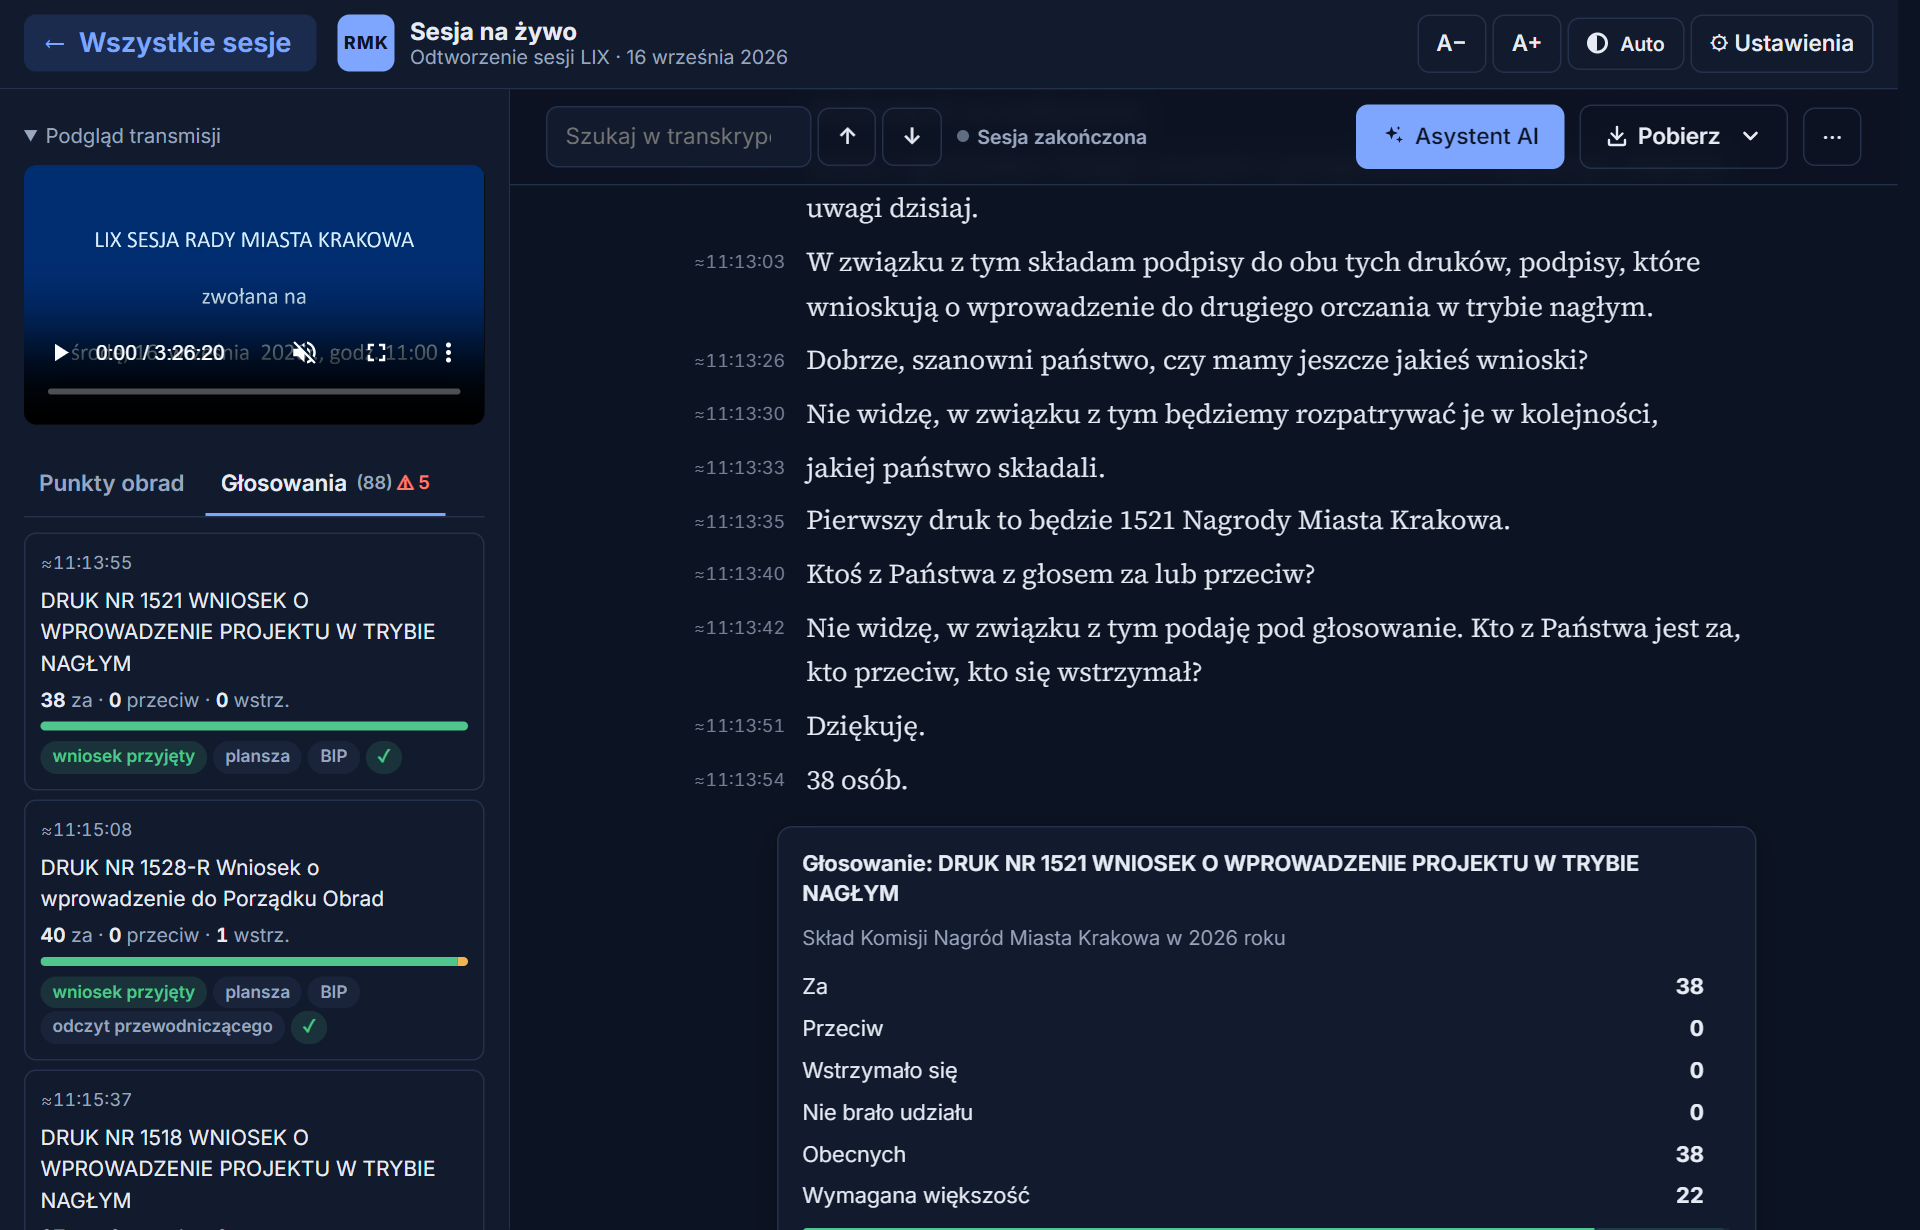 ← Wszystkie sesje
RMK
Sesja na żywo
Odtworzenie sesji LIX · 16 września 2026
A−
A+
Auto
Ustawienia
▼ Podgląd transmisji
LIX SESJA RADY MIASTA KRAKOWA
zwołana na
0:00 / 3:26:20
Punkty obrad
Głosowania (88) ⚠ 5
≈11:13:55
DRUK NR 1521 WNIOSEK O
WPROWADZENIE PROJEKTU W TRYBIE
NAGŁYM
38 za · 0 przeciw · 0 wstrz.
wniosek przyjęty
plansza
BIP
✓
≈11:15:08
DRUK NR 1528-R Wniosek o
wprowadzenie do Porządku Obrad
40 za · 0 przeciw · 1 wstrz.
wniosek przyjęty
plansza
BIP
odczyt przewodniczącego
✓
≈11:15:37
DRUK NR 1518 WNIOSEK O
WPROWADZENIE PROJEKTU W TRYBIE
NAGŁYM
↑
↓
Szukaj w transkryp
Sesja zakończona
Asystent AI
Pobierz
...
uwagi dzisiaj.
≈11:13:03 W związku z tym składam podpisy do obu tych druków, podpisy, które
wnioskują o wprowadzenie do drugiego orczania w trybie nagłym.
≈11:13:26 Dobrze, szanowni państwo, czy mamy jeszcze jakieś wnioski?
≈11:13:30 Nie widzę, w związku z tym będziemy rozpatrywać je w kolejności,
≈11:13:33 jakiej państwo składali.
≈11:13:35 Pierwszy druk to będzie 1521 Nagrody Miasta Krakowa.
≈11:13:40 Ktoś z Państwa z głosem za lub przeciw?
≈11:13:42 Nie widzę, w związku z tym podaję pod głosowanie. Kto z Państwa jest za,
kto przeciw, kto się wstrzymał?
≈11:13:51 Dziękuję.
≈11:13:54 38 osób.
Głosowanie: DRUK NR 1521 WNIOSEK O WPROWADZENIE PROJEKTU W TRYBIE
NAGŁYM
Skład Komisji Nagród Miasta Krakowa w 2026 roku
Za 38
Przeciw 0
Wstrzymało się 0
Nie brało udziału 0
Obecnych 38
Wymagana większość 22